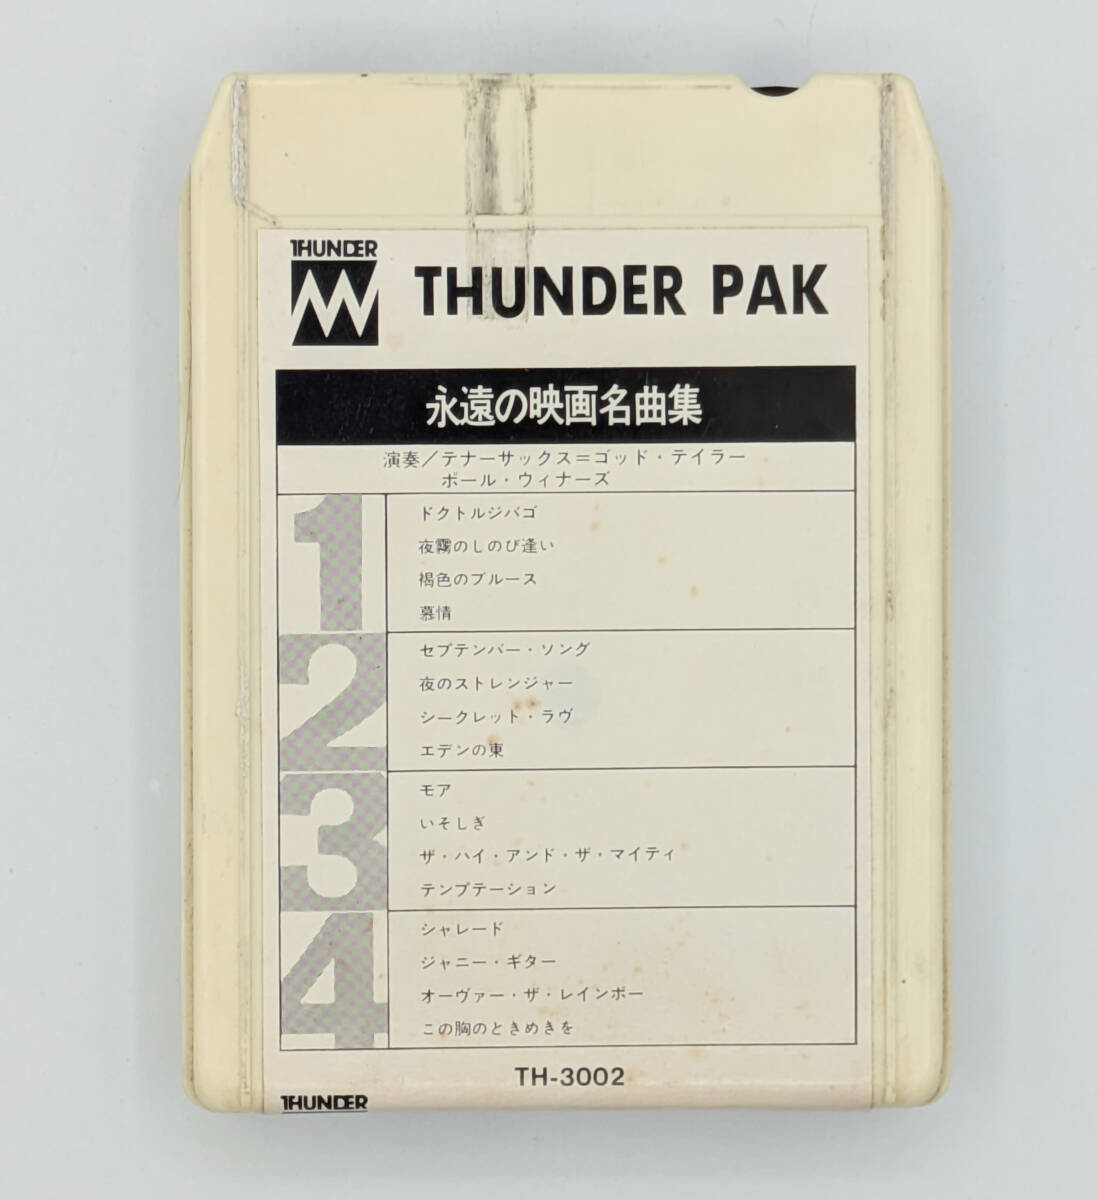 THUNDER
THUNDER PAK
永遠の映画名曲集
演奏/テナーサックス=ゴッド・テイラー
ポール・ウィナーズ
1
ドクトルジバゴ
夜霧のしのび逢い
褐色のブルース
慕情
2
セプテンバー・ソング
夜のストレンジャー
シークレット・ラヴ
エデンの東
3
モア
いそしぎ
ザ・ハイ・アンド・ザ・マイティ
テンプテーション
4
シャレード
ジャニー・ギター
オーヴァー・ザ・レインボー
この胸のときめきを
TH-3002
THUNDER